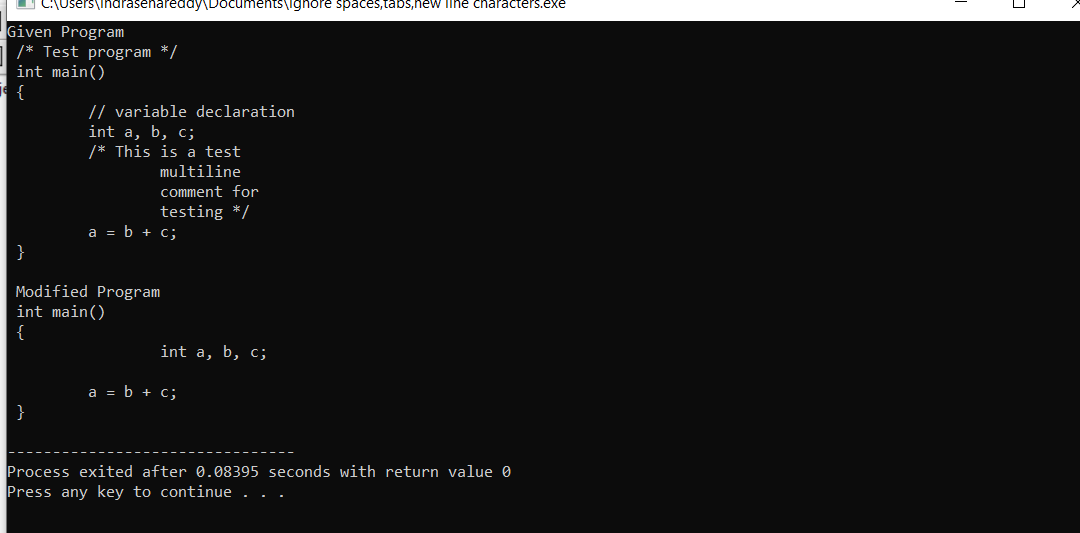 C:\Users\indrasenareddy\Documents\ignore spaces,tabs,new line characters.exe
Given Program
/* Test program */
int main()
{
// variable declaration
int a, b, c;
/* This is a test
multiline
comment for
testing */
a = b + c;
}
Modified Program
int main()
{
int a, b, c;
a = b + c;
}
--------------------------------
Process exited after 0.08395 seconds with return value 0
Press any key to continue . . .